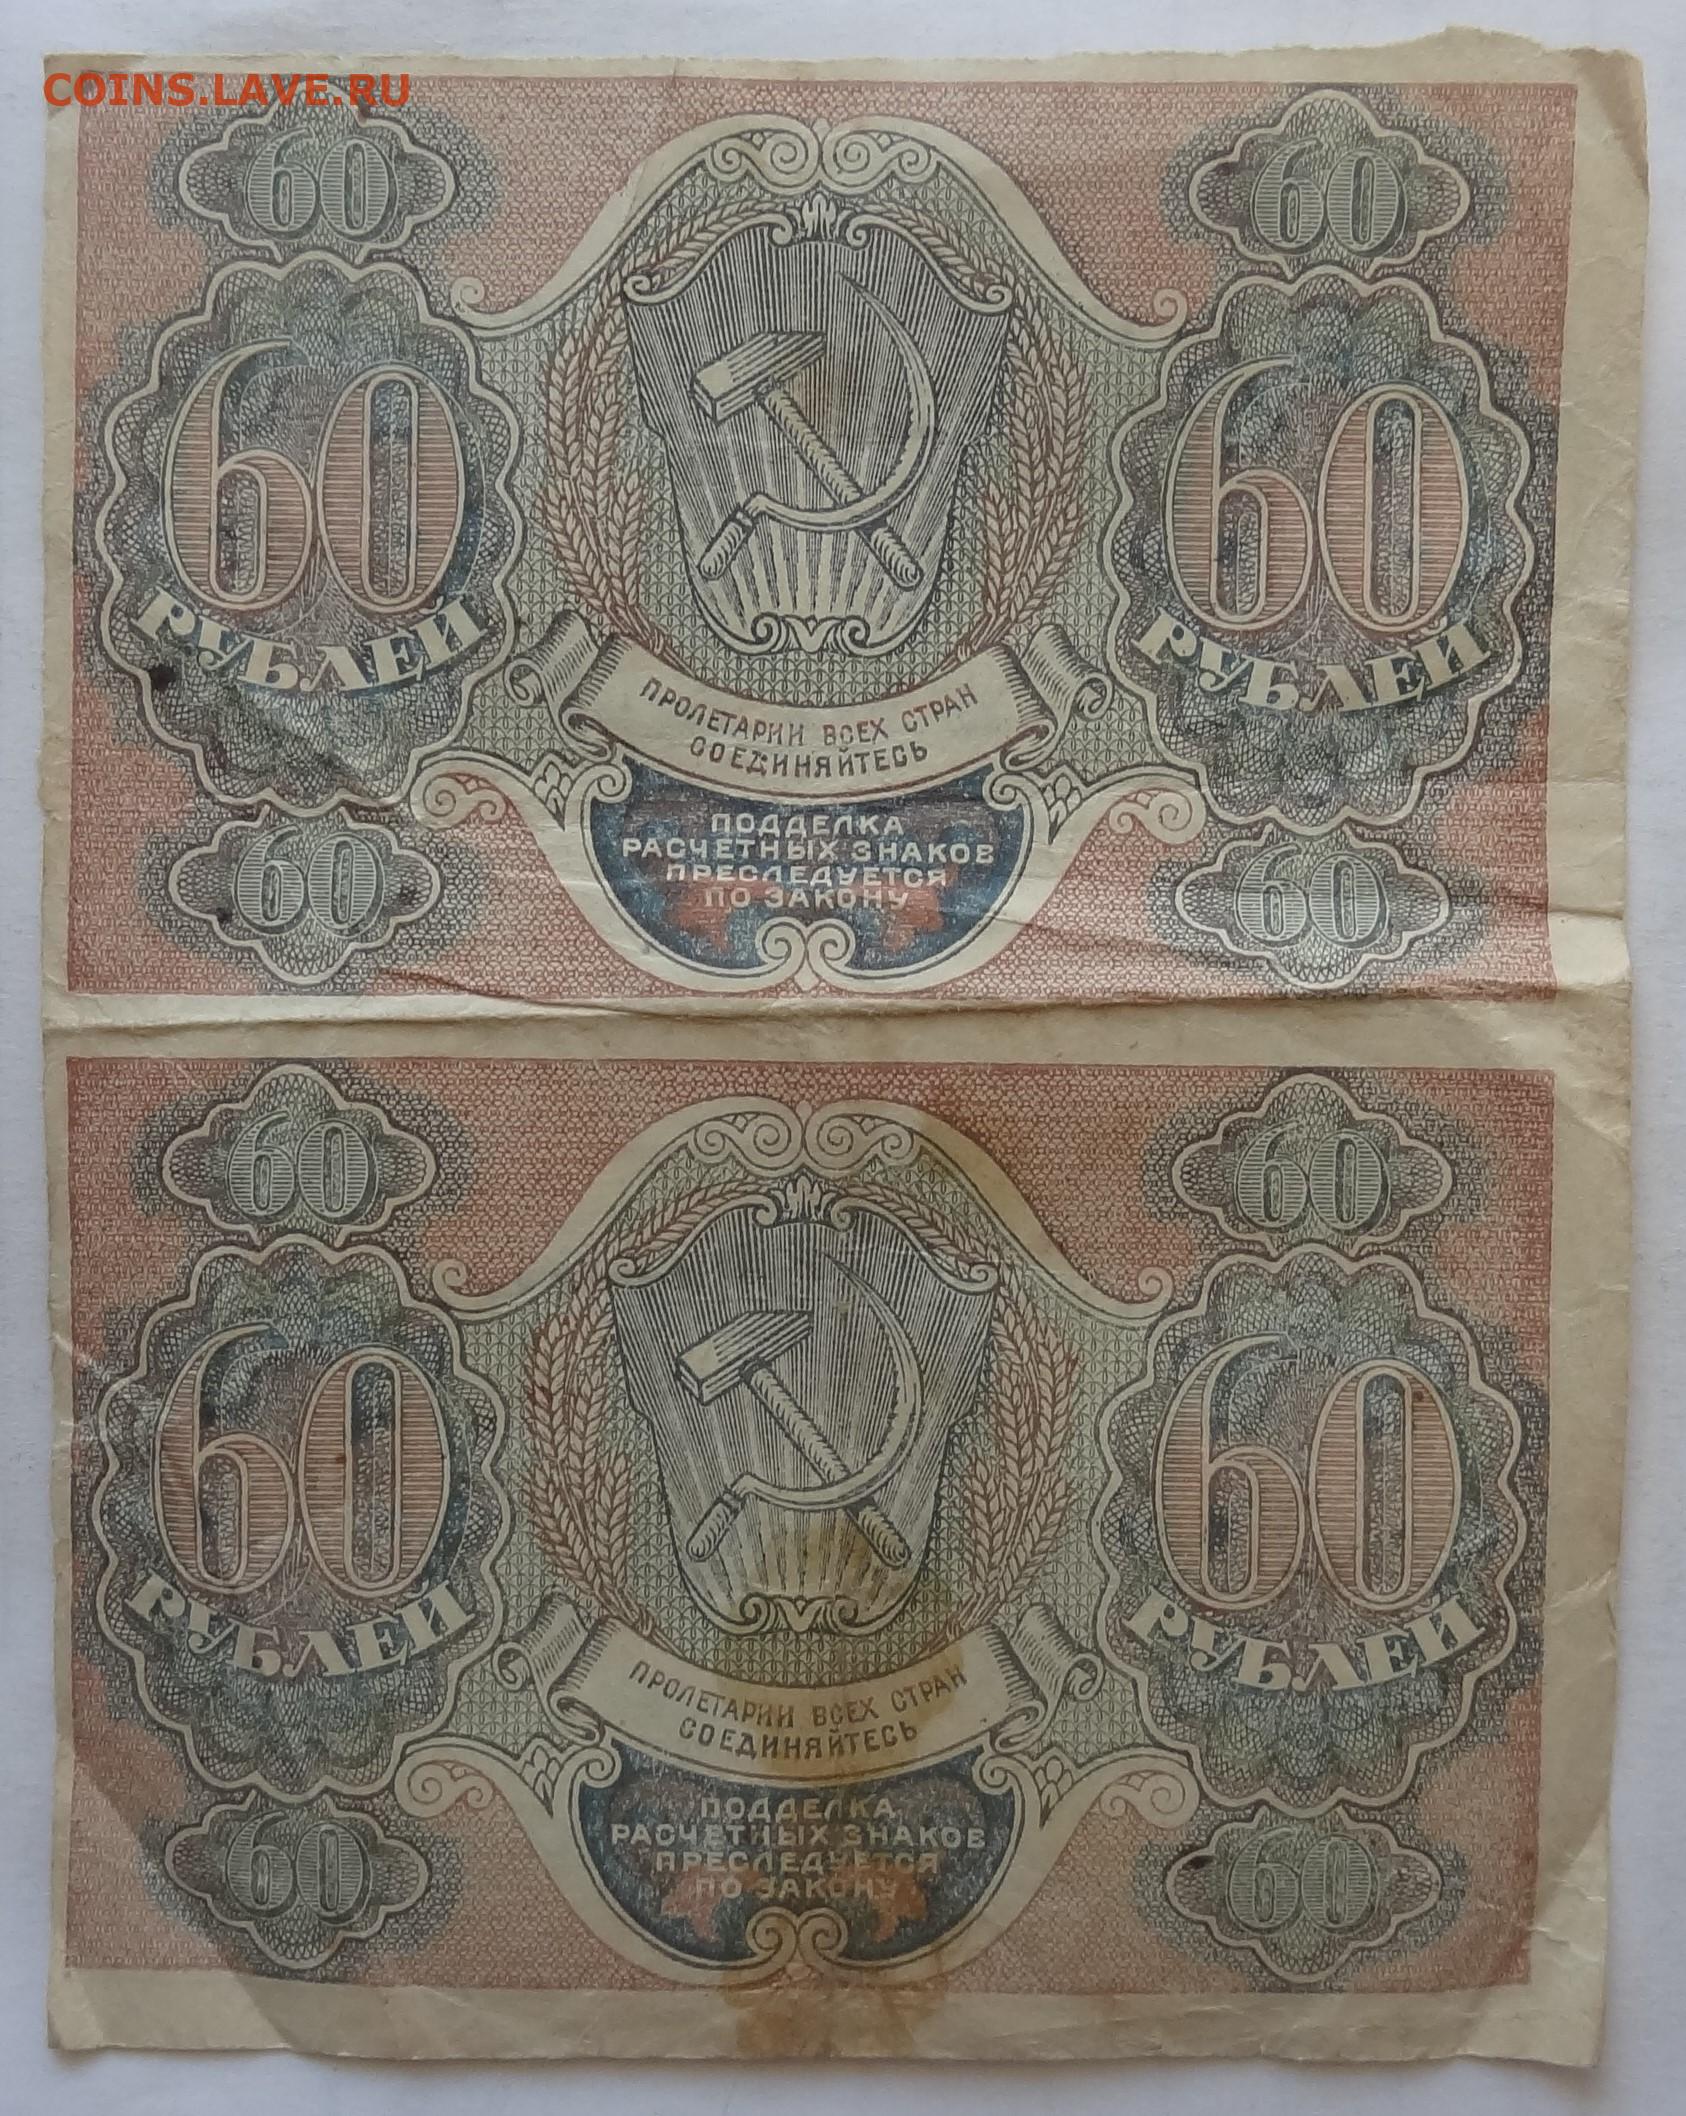 COINS.LAVE.RU
60 60
60 60
РУБЛЕЙ РУБЛЕЙ
ПРОЛЕТАРИИ ВСЕХ СТРАН
СОЕДИНЯЙТЕСЬ
ПОДДЕЛКА
РАСЧЕТНЫХ ЗНАКОВ
ПРЕСЛЕДУЕТСЯ
ПО ЗАКОНУ
60 60
60 60
60 60
РУБЛЕЙ РУБЛЕЙ
ПРОЛЕТАРИИ ВСЕХ СТРАН
СОЕДИНЯЙТЕСЬ
ПОДДЕЛКА
РАСЧЕТНЫХ ЗНАКОВ
ПРЕСЛЕДУЕТСЯ
ПО ЗАКОНУ
60 60